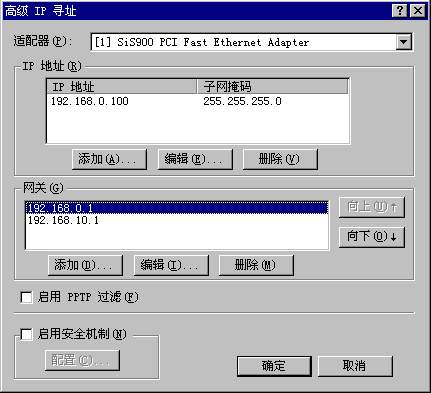 高级 IP 寻址
适配器(P): [1] SiS900 PCI Fast Ethernet Adapter
IP 地址(R)
IP 地址 子网掩码
192.168.0.100 255.255.255.0
添加(A)... 编辑(E)... 删除(V)
网关(G)
192.168.0.1
192.168.10.1
向上(U)↑
向下(O)↓
添加(D)... 编辑(I)... 删除(M)
启用 PPTP 过滤(F)
启用安全机制(N)
配置(C)...
确定 取消